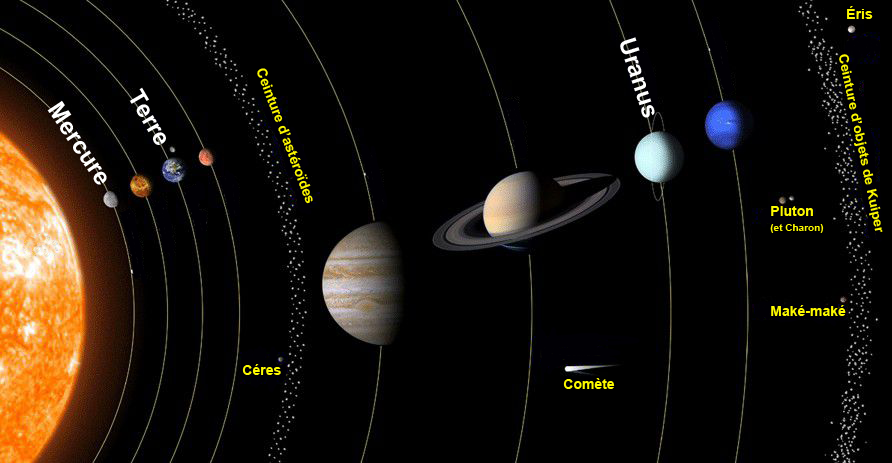 Mercure
Terre
Ceinture d'astéroïdes
Céres
Comète
Uranus
Pluton
(et Charon)
Maké-maké
Éris
Ceinture d'objets de Kuiper